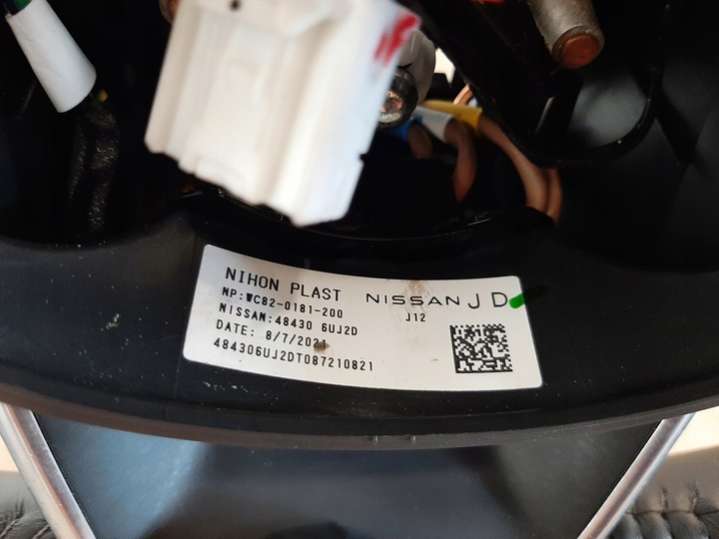 NIHON PLAST
NP:WC82-0181-200
NISSAN:48430 6UJ2D
DATE: 8/7/2021
484306UJ2DT087210821
NISSAN J D
J12